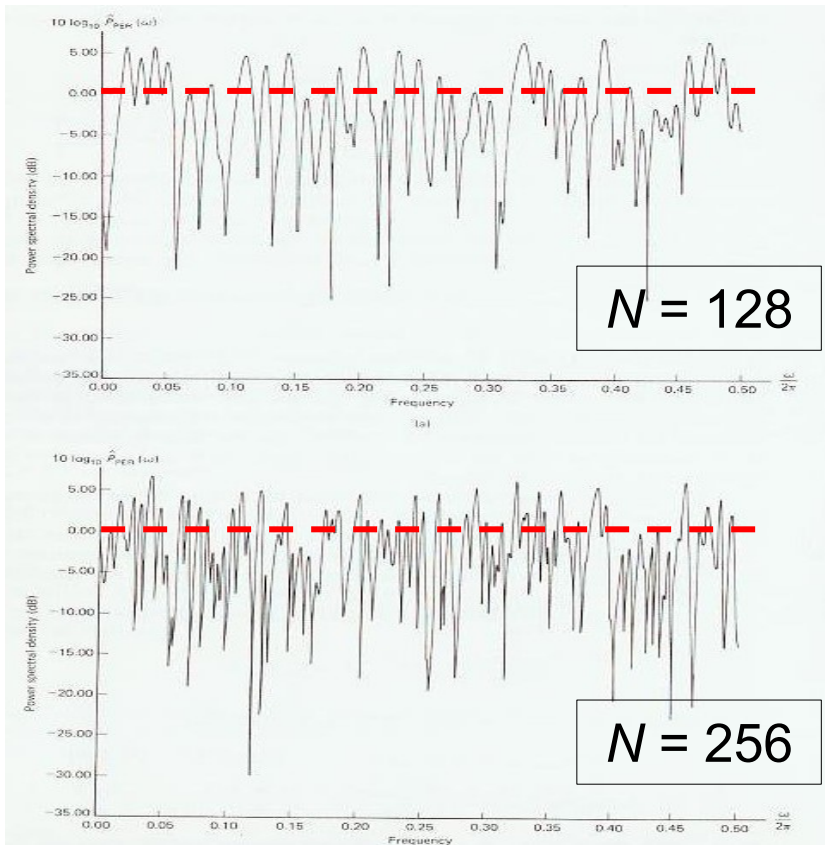 10 log₁₀ P̂PER (ω)
5.00
0.00
−5.00
−10.00
−15.00
−20.00
−25.00
−30.00
−35.00
Power spectral density (dB)
N = 128
0.00 0.05 0.10 0.15 0.20 0.25 0.30 0.35 0.40 0.45 0.50
ω/2π
Frequency
(a)
10 log₁₀ P̂PER (ω)
5.00
0.00
−5.00
−10.00
−15.00
−20.00
−30.00
−35.00
Power spectral density (dB)
N = 256
0.00 0.05 0.10 0.15 0.20 0.25 0.30 0.35 0.40 0.45 0.50
ω/2π
Frequency